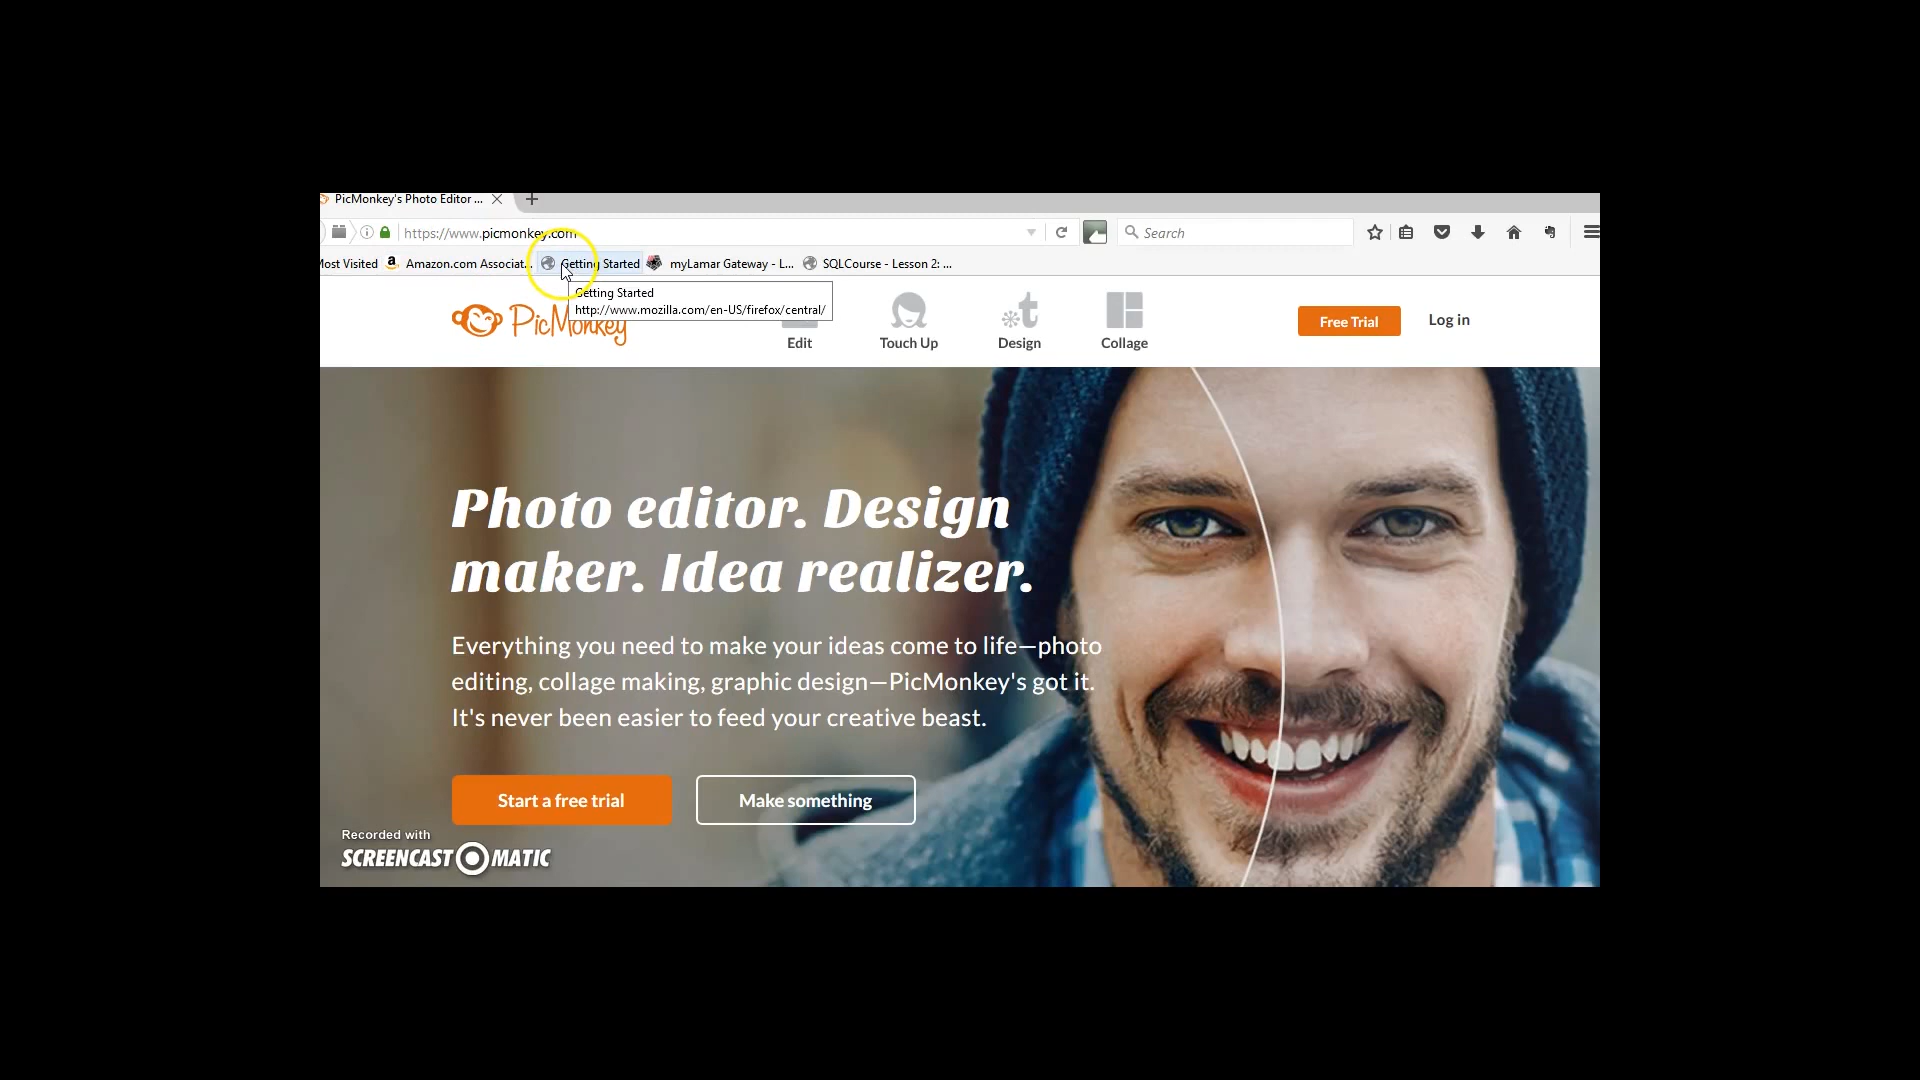 PicMonkey's Photo Editor ...
https://www.picmonkey.com
Search
Most Visited
Amazon.com Associat...
Getting Started
myLamar Gateway - L...
SQLCourse - Lesson 2: ...
Getting Started
http://www.mozilla.com/en-US/firefox/central/
PicMonkey
Edit
Touch Up
Design
Collage
Free Trial
Log in
Photo editor. Design
maker. Idea realizer.
Everything you need to make your ideas come to life—photo
editing, collage making, graphic design—PicMonkey's got it.
It's never been easier to feed your creative beast.
Start a free trial
Make something
Recorded with
SCREENCAST MATIC